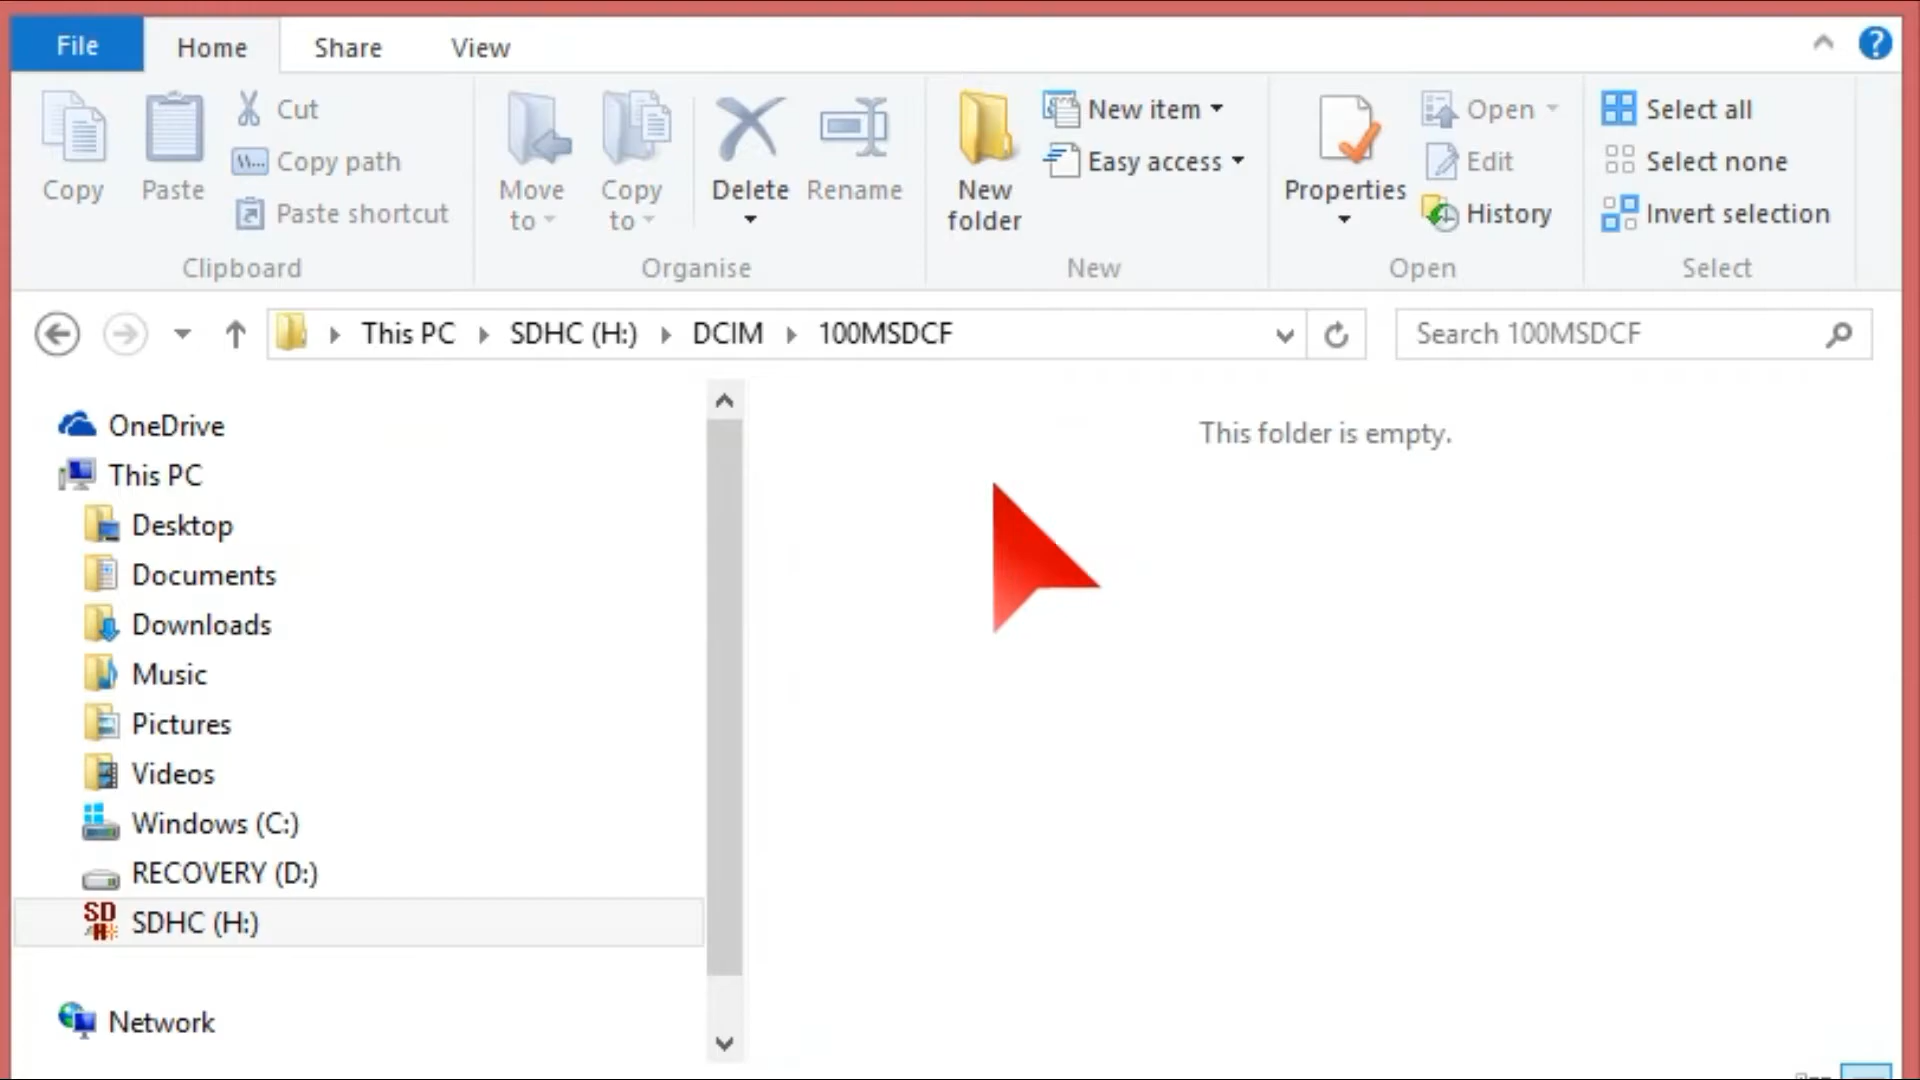 File Home Share View
Copy
Paste
Cut
Copy path
Paste shortcut
Clipboard
Move to
Copy to
Delete
Rename
Organise
New folder
New item
Easy access
New
Properties
Open
Edit
History
Open
Select all
Select none
Invert selection
Select
This PC SDHC (H:) DCIM 100MSDCF
Search 100MSDCF
OneDrive
This PC
Desktop
Documents
Downloads
Music
Pictures
Videos
Windows (C:)
RECOVERY (D:)
SDHC (H:)
Network
This folder is empty.